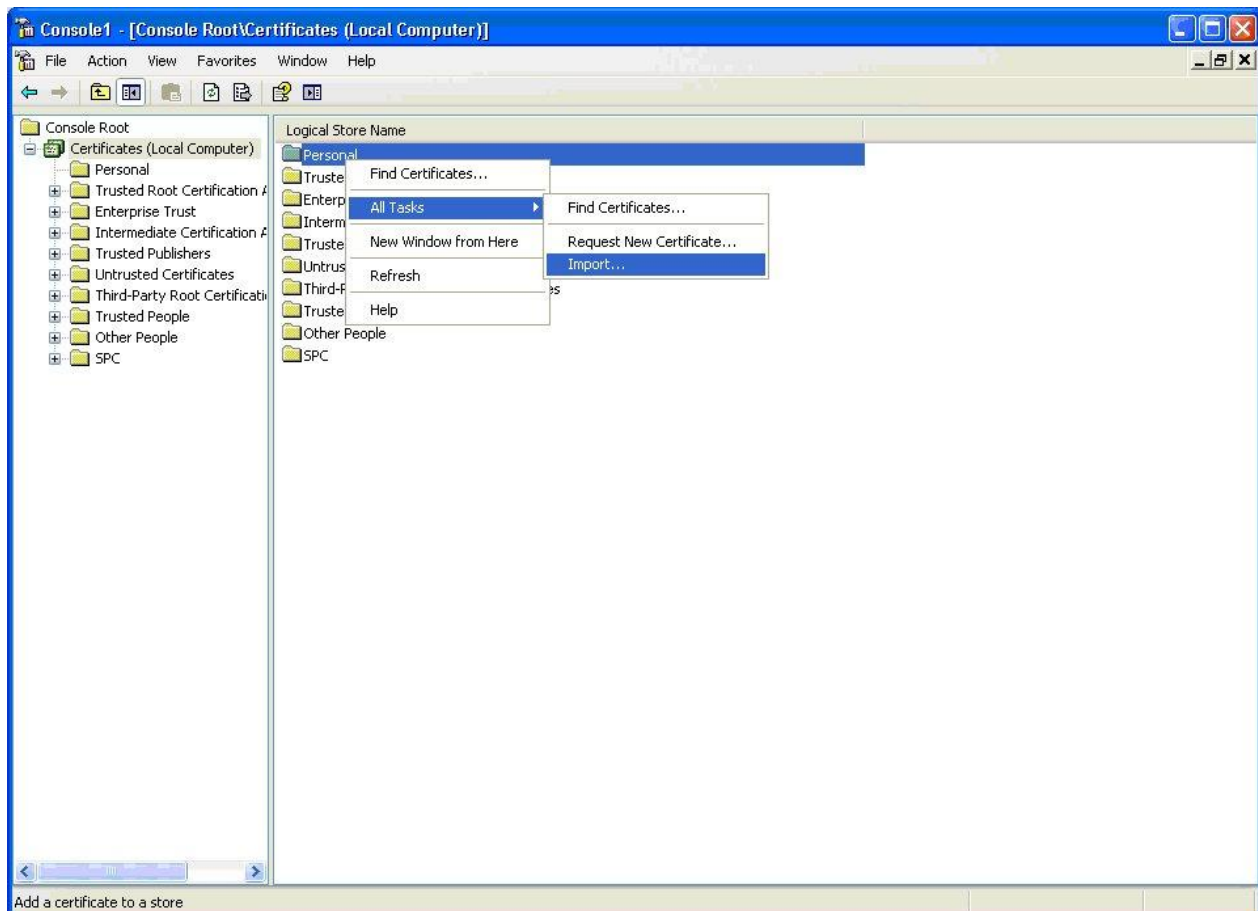 Console1 - [Console Root\Certificates (Local Computer)]
File Action View Favorites Window Help
Console Root
Certificates (Local Computer)
Personal
Trusted Root Certification A
Enterprise Trust
Intermediate Certification A
Trusted Publishers
Untrusted Certificates
Third-Party Root Certificati
Trusted People
Other People
SPC
Logical Store Name
Personal
Truste
Enterp
Interm
Truste
Untrus
Third-P
es
Truste
Other People
SPC
Find Certificates...
All Tasks
New Window from Here
Refresh
Help
Find Certificates...
Request New Certificate...
Import...
Add a certificate to a store